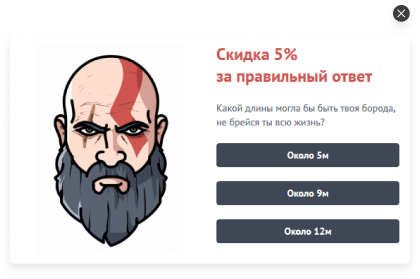 Скидка 5%
за правильный ответ
Какой длины могла бы быть твоя борода,
не брейся ты всю жизнь?
Около 5м
Около 9м
Около 12м